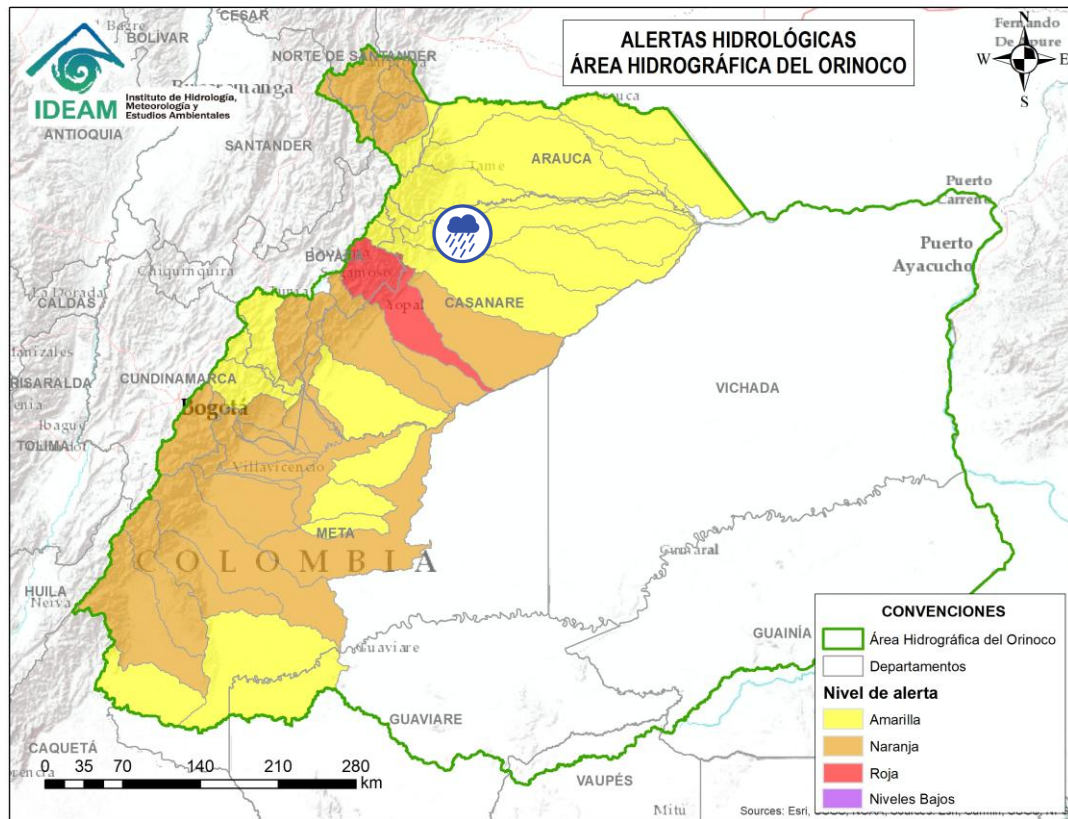 ALERTAS HIDROLÓGICAS
ÁREA HIDROGRÁFICA DEL ORINOCO
IDEAM
Instituto de Hidrología,
Meteorología y
Estudios Ambientales
N
W E
S
CESAR
BOLÍVAR
NORTE DE SANTANDER
Fernando
De Apure
ANTIOQUIA
SANTANDER
ARAUCA
Tame
Puerto
Carreño
Puerto
Ayacucho
Chiquinquira
Yopal
CASANARE
CALDAS
CUNDINAMARCA
VICHADA
RISARALDA
Bogotá
Ibague
TOLIMA
Villavicencio
META
COLOMBIA
HUILA
Neiva
Guaviare
GUAINÍA
GUAVIARE
CAQUETÁ
VAUPÉS
Mitú
0 35 70 140 210 280
km
CONVENCIONES
Área Hidrográfica del Orinoco
Departamentos
Nivel de alerta
Amarilla
Naranja
Roja
Niveles Bajos
Sources: Esri,